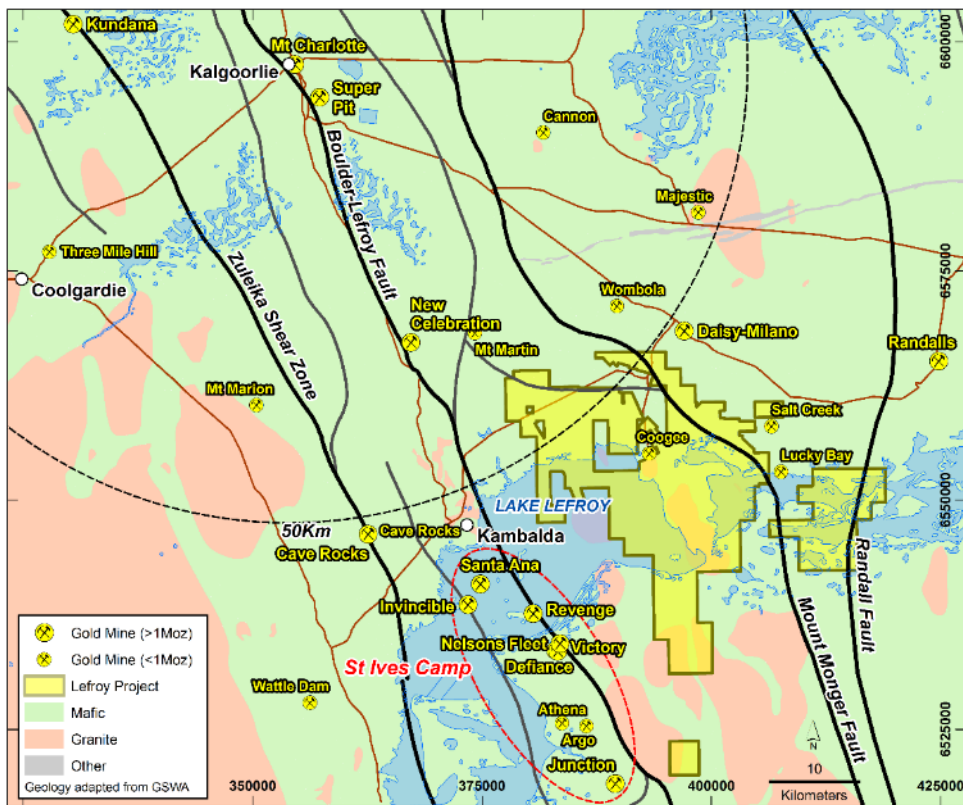 Kundana
Mt Charlotte
Kalgoorlie
Super
Pit
Cannon
Boulder-Lefroy Fault
Majestic
Three Mile Hill
Coolgardie
Zuleika Shear Zone
New
Celebration
Mt Martin
Wombola
Daisy-Milano
Randalls
Mt Marion
Salt Creek
Coogee
Lucky Bay
LAKE LEFROY
50Km
Cave Rocks
Cave Rocks
Kambalda
Santa Ana
Invincible
Revenge
Nelsons Fleet
Victory
Defiance
St Ives Camp
Wattle Dam
Athena
Argo
Junction
Mount Monger Fault
Randall Fault
6600000
6575000
6550000
6525000
Gold Mine (>1Moz)
Gold Mine (<1Moz)
Lefroy Project
Mafic
Granite
Other
Geology adapted from GSWA
N
10
Kilometers
350000
375000
400000
425000